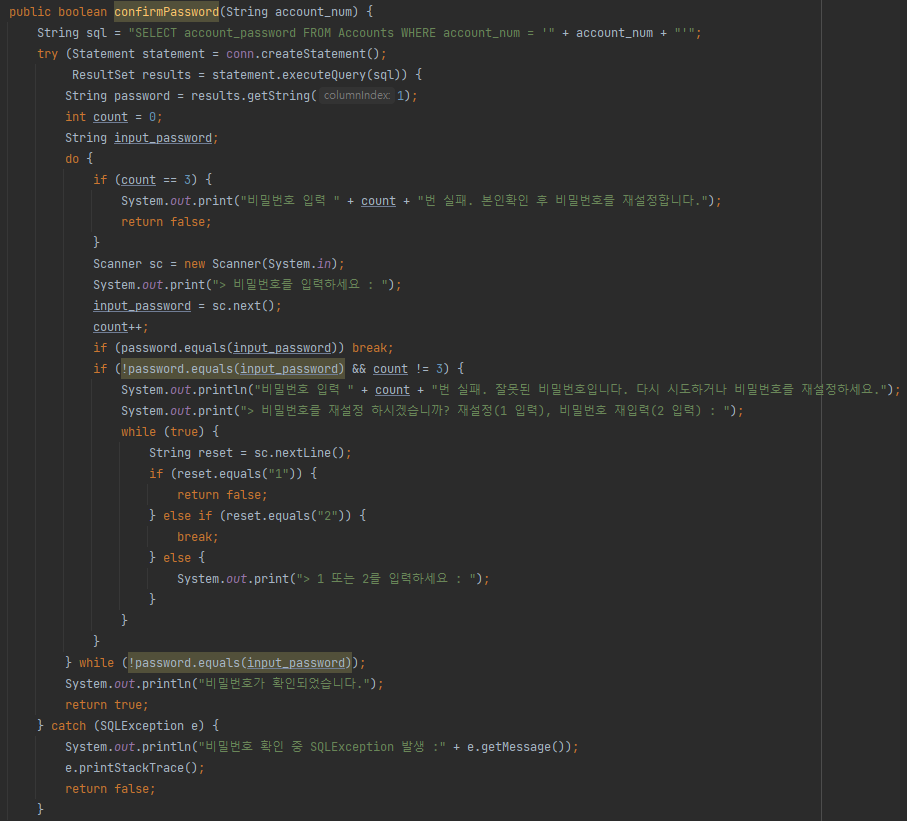 public boolean confirmPassword(String account_num) {
String sql = "SELECT account_password FROM Accounts WHERE account_num = '" + account_num + "'";
try (Statement statement = conn.createStatement();
ResultSet results = statement.executeQuery(sql)) {
String password = results.getString( columnIndex: 1);
int count = 0;
String input_password;
do {
if (count == 3) {
System.out.print("비밀번호 입력 " + count + "번 실패. 본인확인 후 비밀번호를 재설정합니다.");
return false;
}
Scanner sc = new Scanner(System.in);
System.out.print("> 비밀번호를 입력하세요 : ");
input_password = sc.next();
count++;
if (password.equals(input_password)) break;
if (!password.equals(input_password) && count != 3) {
System.out.println("비밀번호 입력 " + count + "번 실패. 잘못된 비밀번호입니다. 다시 시도하거나 비밀번호를 재설정하세요.");
System.out.print("> 비밀번호를 재설정 하시겠습니까? 재설정(1 입력), 비밀번호 재입력(2 입력) : ");
while (true) {
String reset = sc.nextLine();
if (reset.equals("1")) {
return false;
} else if (reset.equals("2")) {
break;
} else {
System.out.print("> 1 또는 2를 입력하세요 : ");
}
}
}
} while (!password.equals(input_password));
System.out.println("비밀번호가 확인되었습니다.");
return true;
} catch (SQLException e) {
System.out.println("비밀번호 확인 중 SQLException 발생 :" + e.getMessage());
e.printStackTrace();
return false;
}